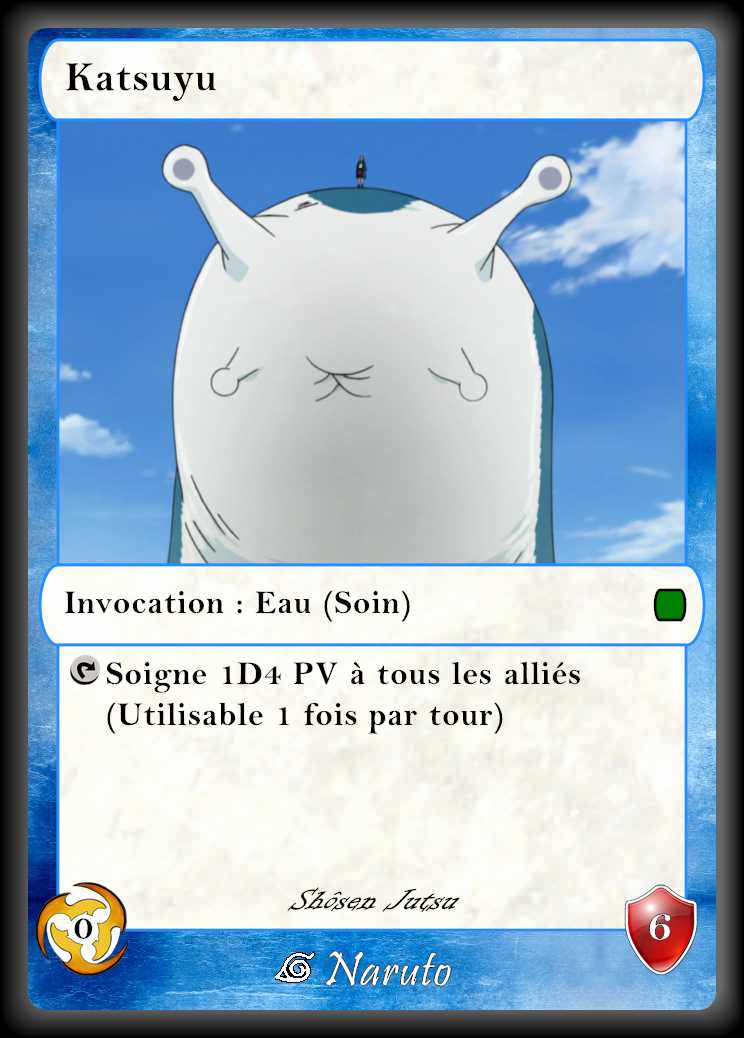 Katsuyu
Invocation : Eau (Soin)
Soigne 1D4 PV à tous les alliés
(Utilisable 1 fois par tour)
Shôsen Jutsu
0
6
Naruto